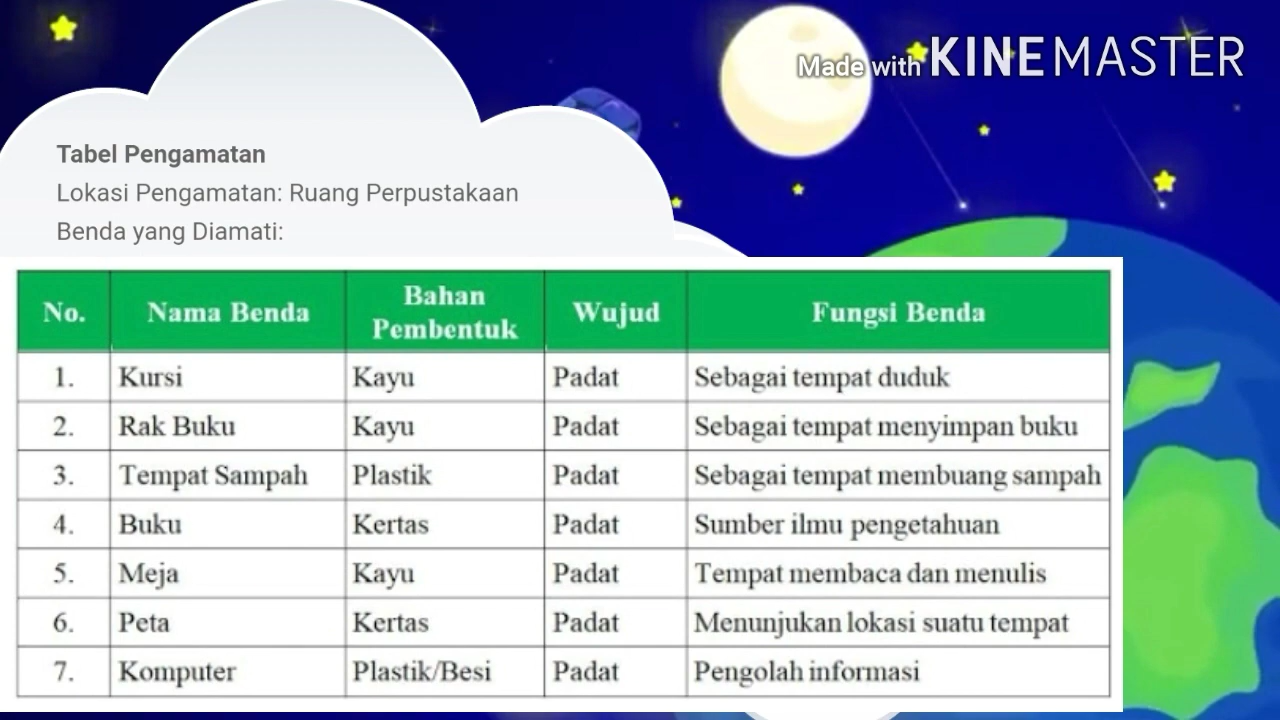 Made with KINEMASTER
Tabel Pengamatan
Lokasi Pengamatan: Ruang Perpustakaan
Benda yang Diamati:
No. Nama Benda Bahan Pembentuk Wujud Fungsi Benda
1. Kursi Kayu Padat Sebagai tempat duduk
2. Rak Buku Kayu Padat Sebagai tempat menyimpan buku
3. Tempat Sampah Plastik Padat Sebagai tempat membuang sampah
4. Buku Kertas Padat Sumber ilmu pengetahuan
5. Meja Kayu Padat Tempat membaca dan menulis
6. Peta Kertas Padat Menunjukan lokasi suatu tempat
7. Komputer Plastik/Besi Padat Pengolah informasi